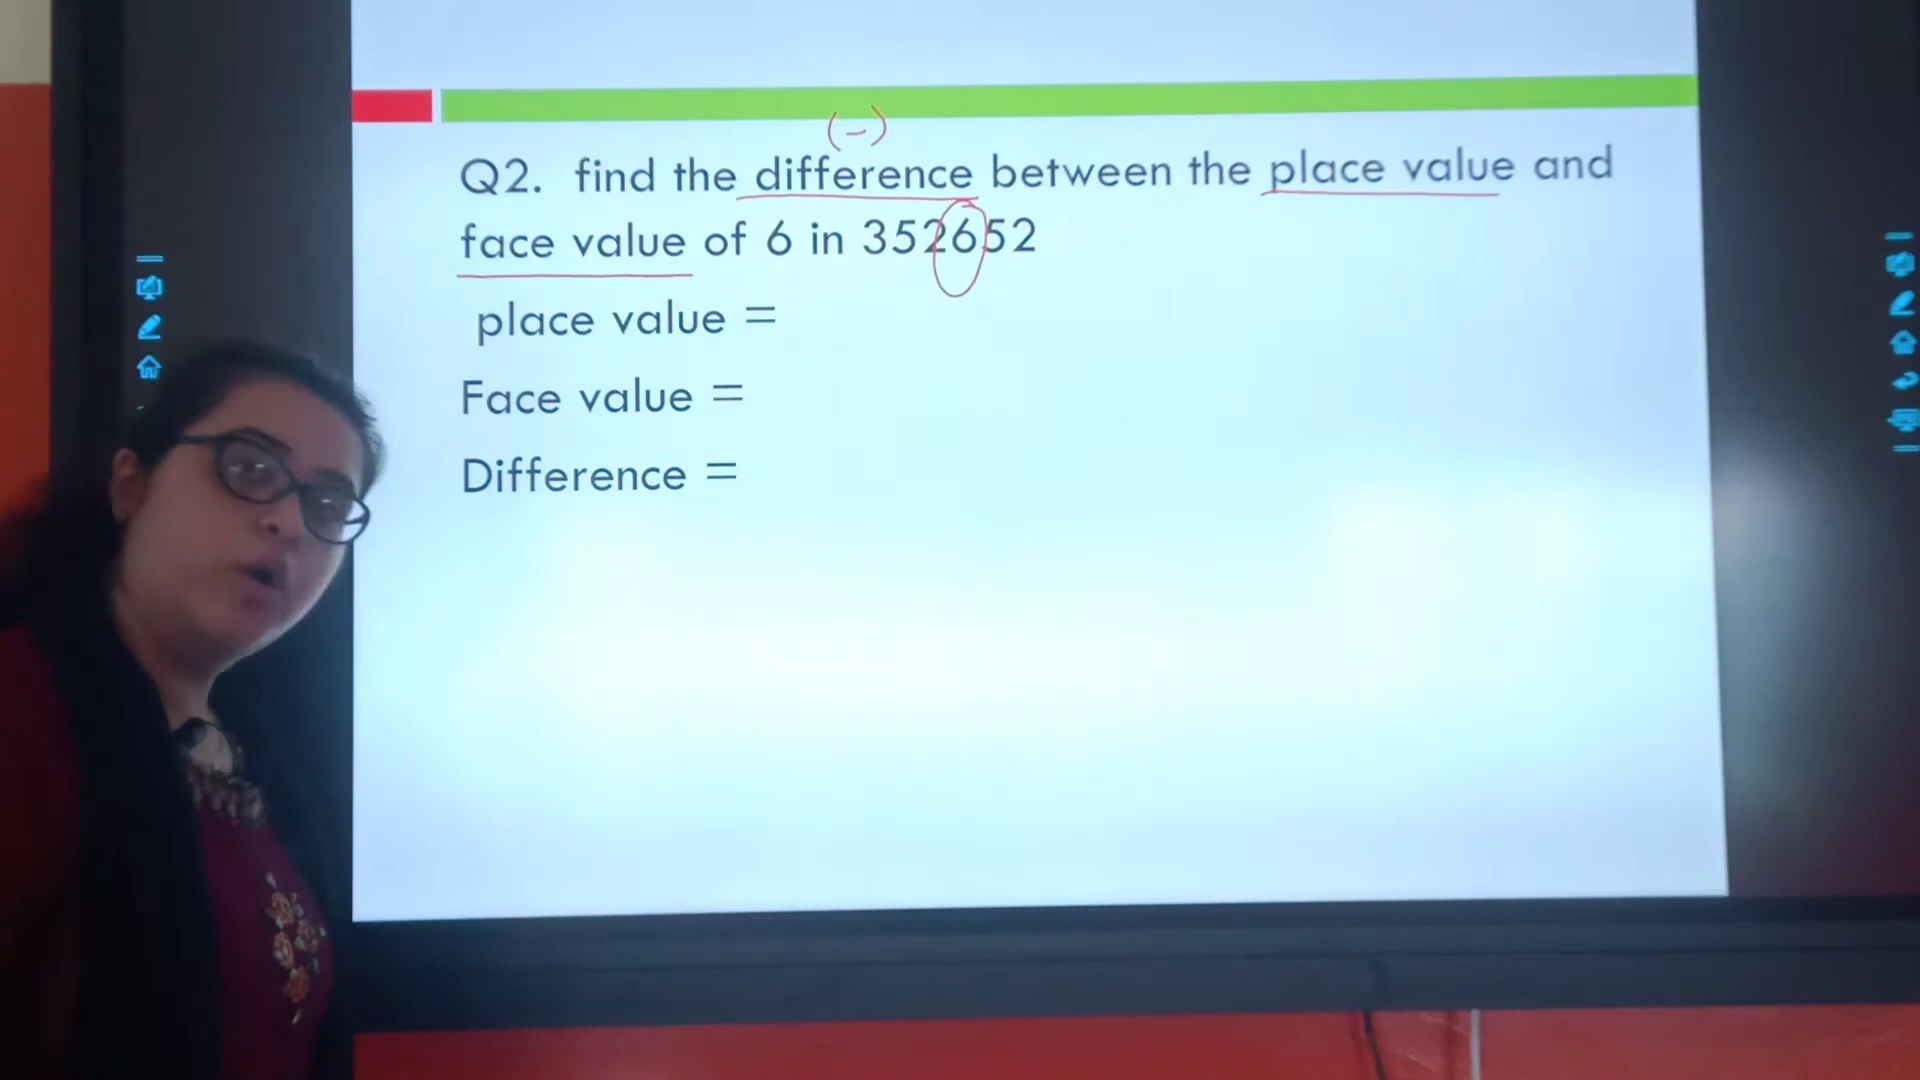 (-)
Q2. find the difference between the place value and
face value of 6 in 352652
place value =
Face value =
Difference =